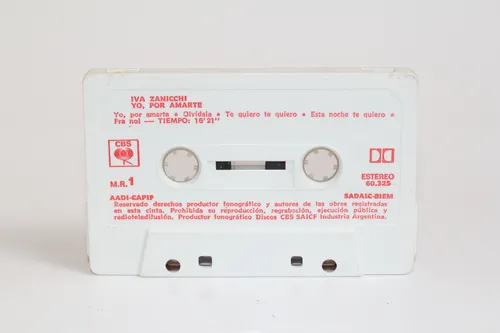 IVA ZANICCHI
YO, POR AMARTE
Yo, por amarte • Olvídala • Te quiero te quiero • Esta noche te quiero •
Fra noi — TIEMPO: 16'21"
CBS
M.R. 1
ESTEREO
60.325
AADI-CAPIF
SADAIC-BIEM
Reservado derechos productor fonográfico y autores de las obras registradas
en esta cinta. Prohibida su reproducción, regrabación, ejecución pública y
radioteledifusión. Productor fonográfico Discos CBS SAICF Industria Argentina.